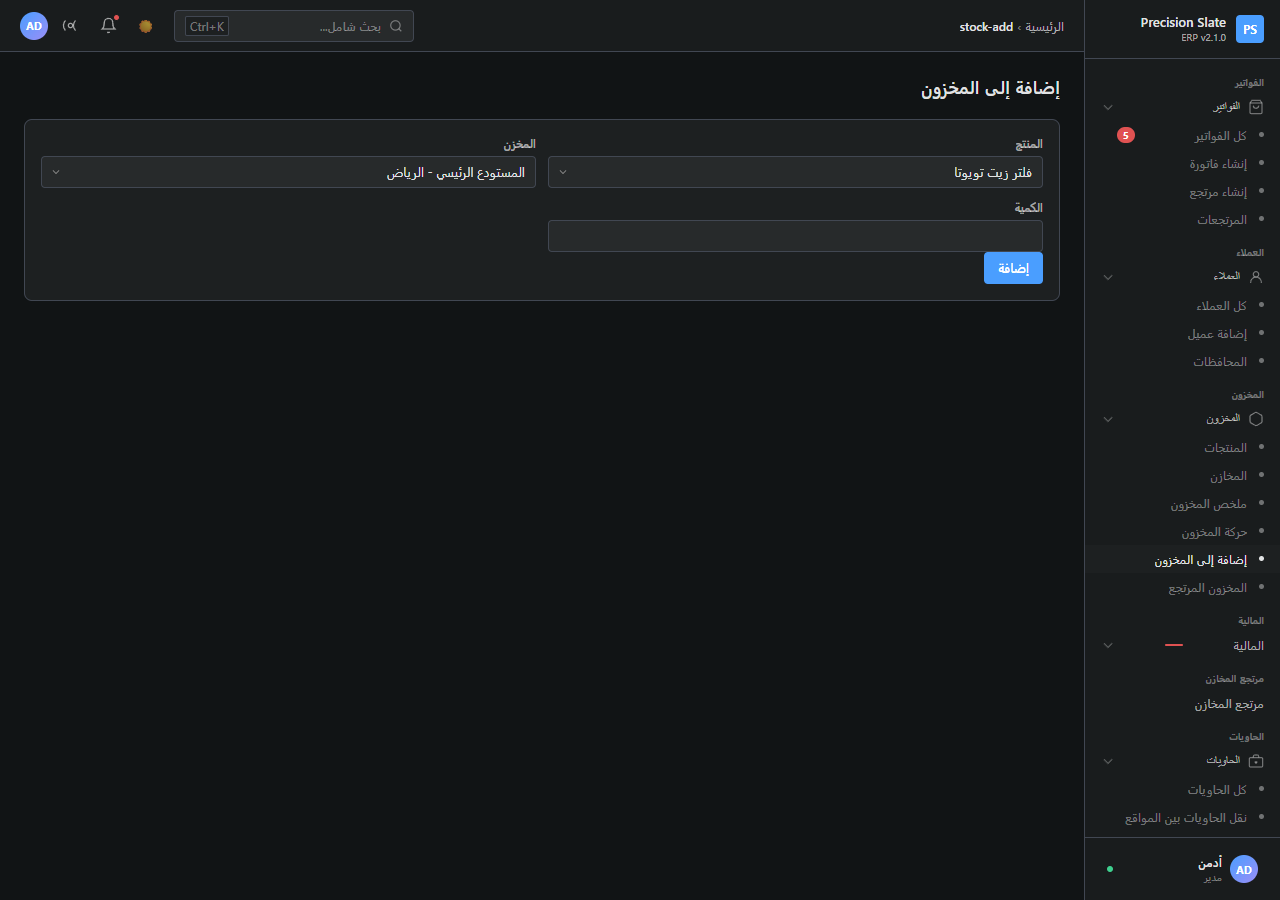 Precision Slate
ERP v2.1.0
PS
الرئيسية › stock-add
بحث شامل...
Ctrl+K
AD
الفواتير
الفواتير
كل الفواتير
5
إنشاء فاتورة
إنشاء مرتجع
المرتجعات
العملاء
العملاء
كل العملاء
إضافة عميل
المحافظات
المخزون
المخزون
المنتجات
المخازن
ملخص المخزون
حركة المخزون
إضافة إلى المخزون
المخزون المرتجع
المالية
المالية
مرتجع المخازن
مرتجع المخازن
الحاويات
الحاويات
كل الحاويات
نقل الحاويات بين المواقع
أدمن
مدير
AD
إضافة إلى المخزون
المنتج
فلتر زيت تويوتا
المخزن
المستودع الرئيسي - الرياض
الكمية
إضافة